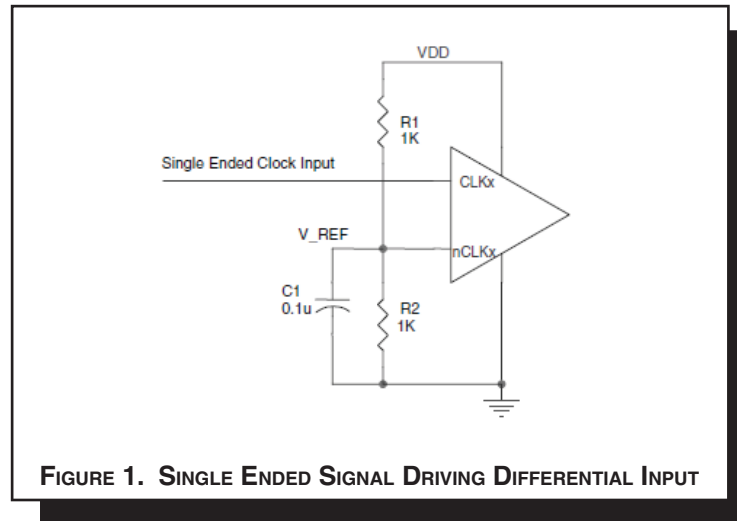 VDD
R1
1K
Single Ended Clock Input
CLKx
V_REF
nCLKx
C1
0.1u
R2
1K
FIGURE 1. SINGLE ENDED SIGNAL DRIVING DIFFERENTIAL INPUT